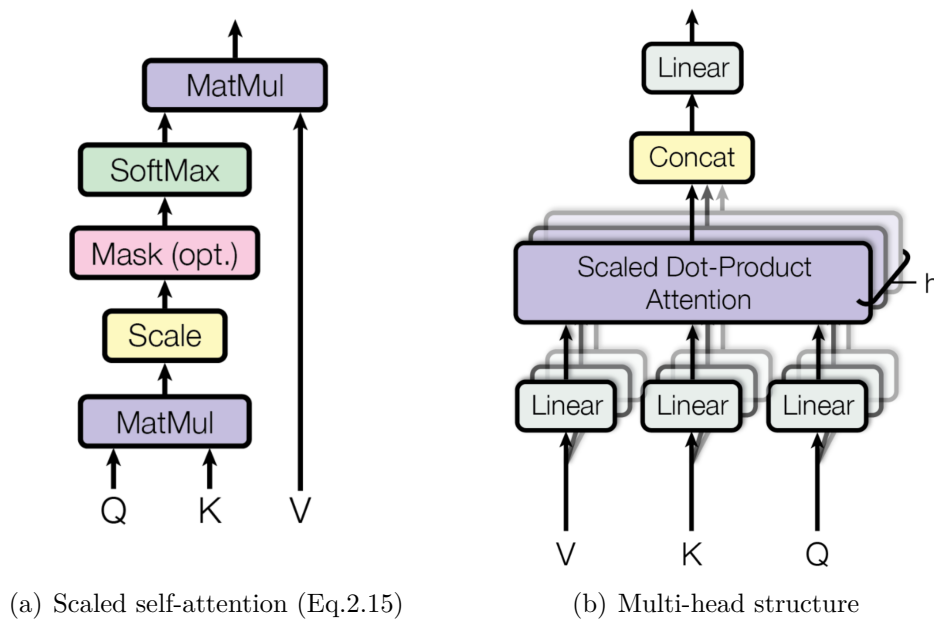 MatMul
SoftMax
Mask (opt.)
Scale
MatMul
Q K V
(a) Scaled self-attention (Eq.2.15)
Linear
Concat
Scaled Dot-Product
Attention
h
Linear Linear Linear
V K Q
(b) Multi-head structure